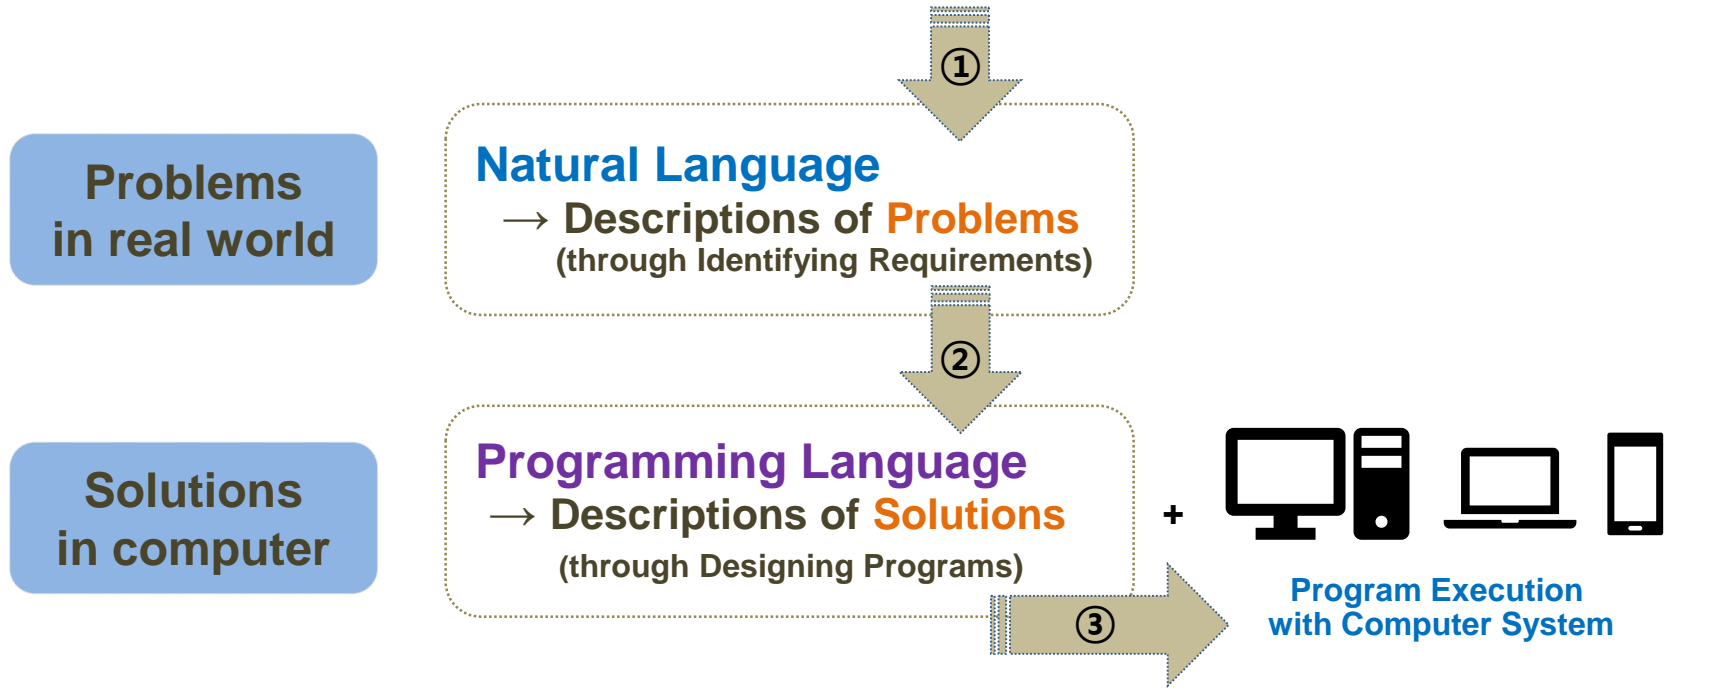 ①
Problems
in real world
Natural Language
→ Descriptions of Problems
(through Identifying Requirements)
②
Solutions
in computer
Programming Language
→ Descriptions of Solutions
(through Designing Programs)
+
③
Program Execution
with Computer System